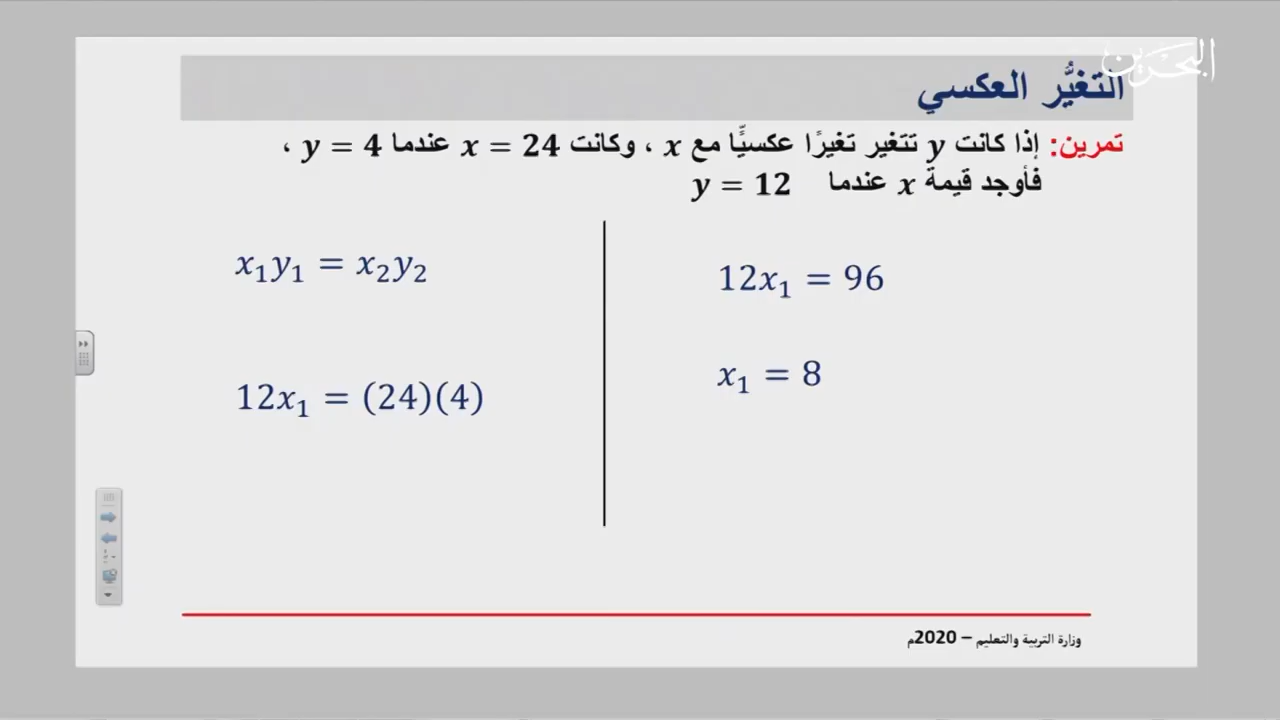 البحرين
التغيُّر العكسي
تمرين: إذا كانت y تتغير تغيرًا عكسيًّا مع x ، وكانت x = 24 عندما y = 4 ،
فأوجد قيمة x عندما y = 12
x₁y₁ = x₂y₂
12x₁ = (24)(4)
12x₁ = 96
x₁ = 8
وزارة التربية والتعليم – 2020م